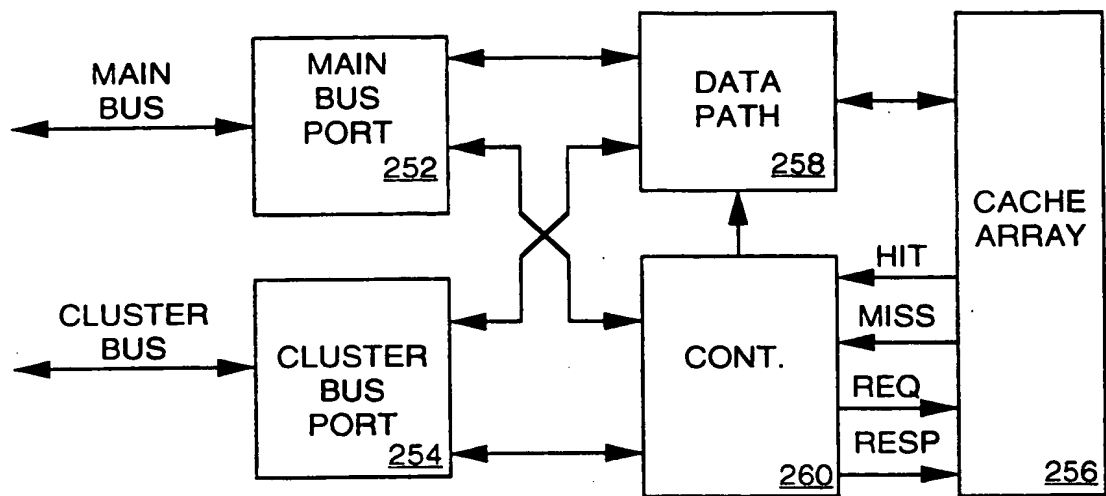 MAIN
BUS
MAIN
BUS
PORT
252
DATA
PATH
258
CACHE
ARRAY
256
CLUSTER
BUS
CLUSTER
BUS
PORT
254
CONT.
260
HIT
MISS
REQ
RESP